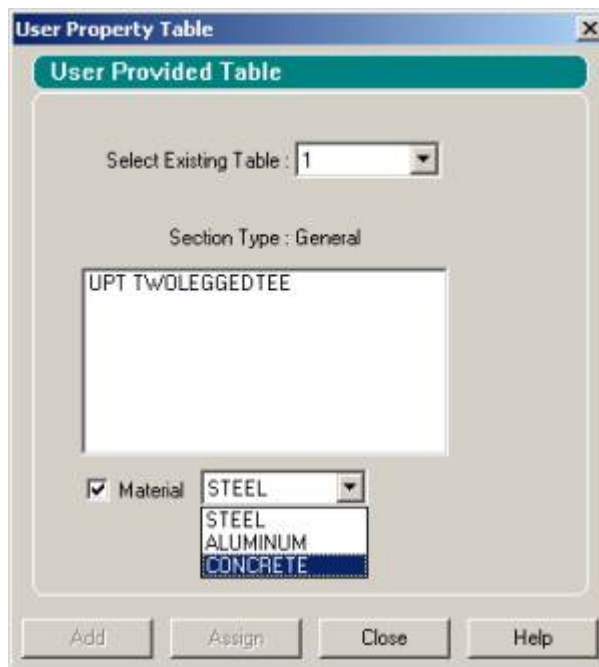 User Property Table
User Provided Table
Select Existing Table : 1
Section Type : General
UPT TWOLEGGEDTEE
Material STEEL
STEEL
ALUMINUM
CONCRETE
Add Assign Close Help